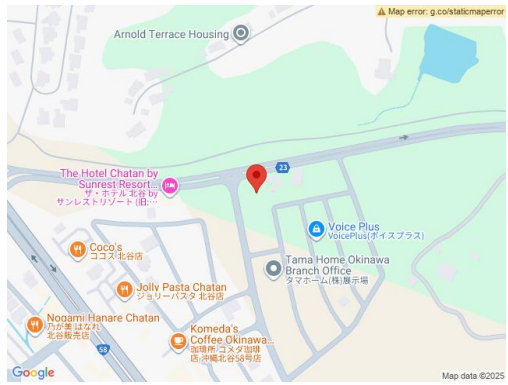 Map error: g.co/staticmaperror
Arnold Terrace Housing
23
The Hotel Chatan by
Sunrest Resort...
ザ・ホテル 北谷 by
サンレストリゾート (旧:...
Voice Plus
VoicePlus(ボイスプラス)
Coco's
ココス 北谷店
Tama Home Okinawa
Branch Office
タマホーム(株)展示場
Jolly Pasta Chatan
ジョリーパスタ 北谷店
Nogami Hanare Chatan
乃が美 はなれ
北谷販売店
58
Komeda's
Coffee Okinawa...
珈琲所 コメダ珈琲
店 沖縄北谷58号店
Google
Map data ©2025